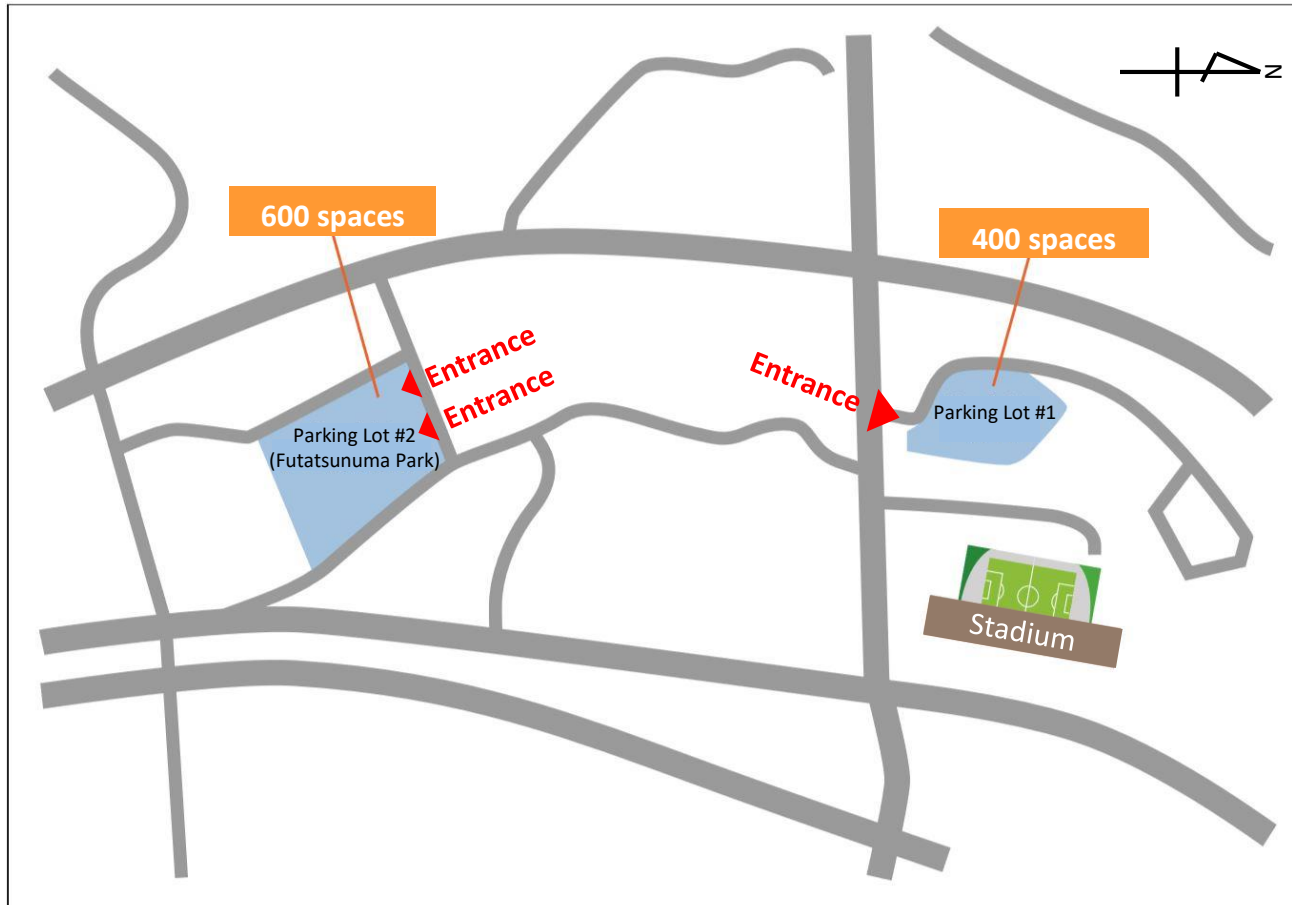 N
600 spaces
400 spaces
Entrance
Entrance
Entrance
Parking Lot #1
Parking Lot #2
(Futatsunuma Park)
Stadium